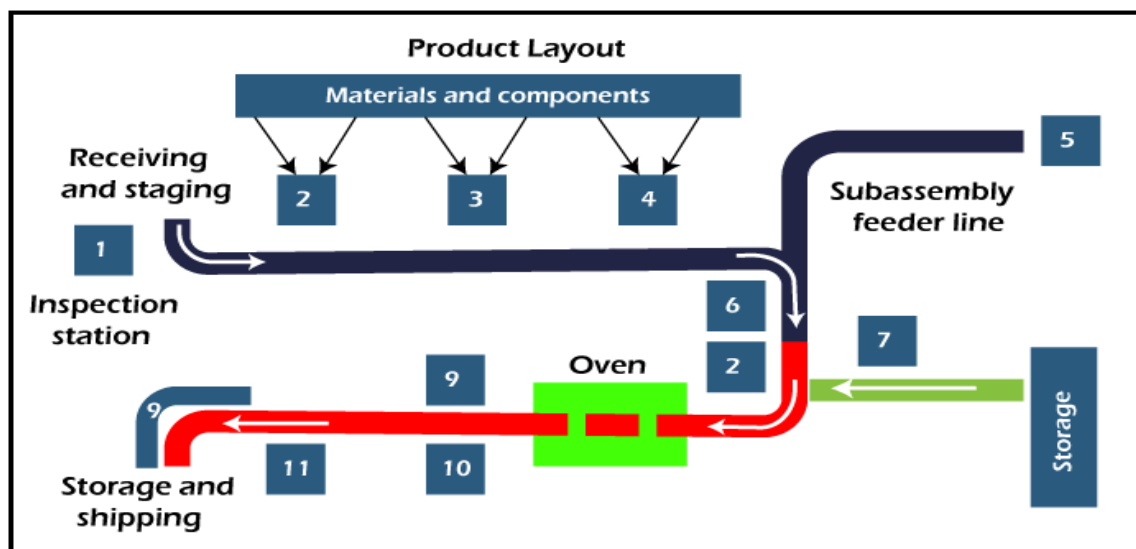 Product Layout
Materials and components
Receiving
and staging
2
3
4
5
Subassembly
feeder line
1
Inspection
station
6
7
2
Oven
9
9
10
11
Storage
Storage and
shipping